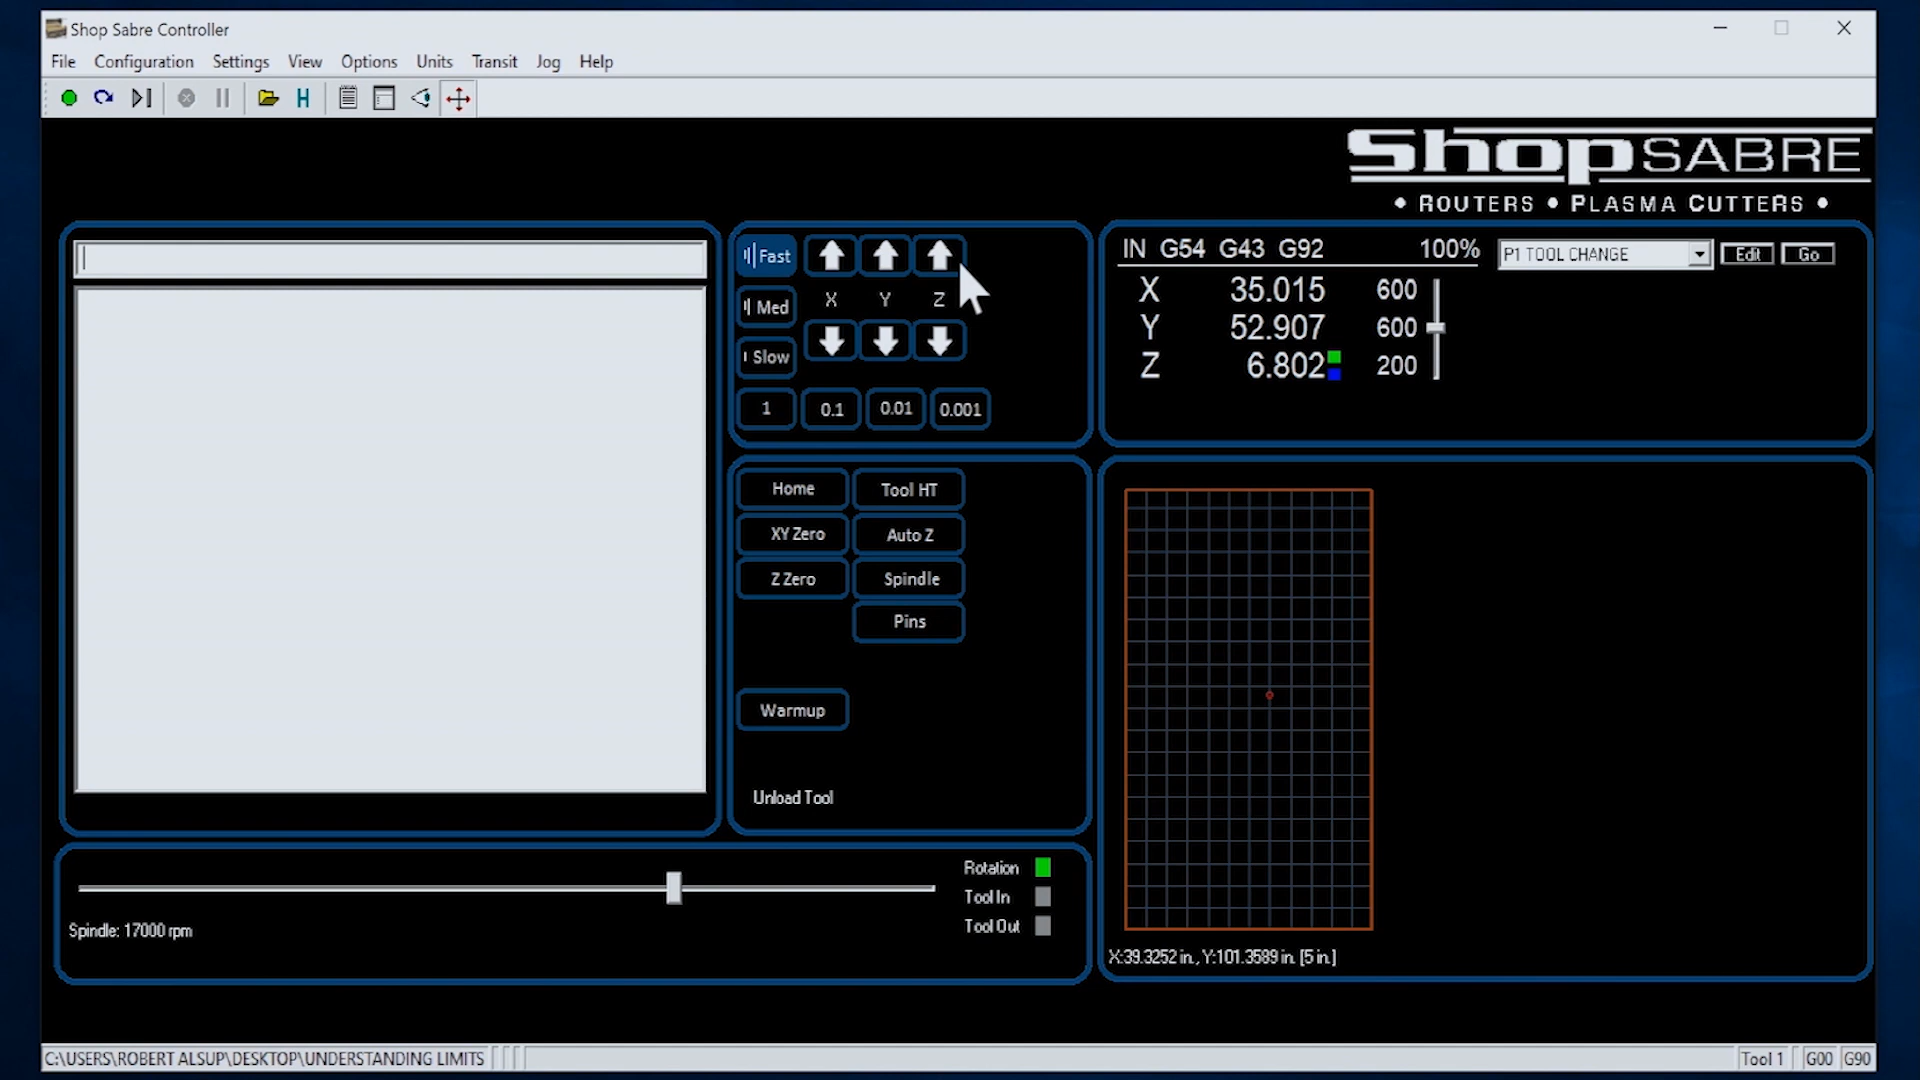 Shop Sabre Controller
File Configuration Settings View Options Units Transit Jog Help
H
ShopSABRE
• ROUTERS • PLASMA CUTTERS •
Fast
Med
Slow
X Y Z
1 0.1 0.01 0.001
IN G54 G43 G92 100%
X 35.015 600
Y 52.907 600
Z 6.802 200
P1 TOOL CHANGE Edit Go
Home Tool HT
XY Zero Auto Z
Z Zero Spindle
Pins
Warmup
Unload Tool
Rotation
Tool In
Tool Out
Spindle: 17000 rpm
X:39.3252 in., Y:101.3589 in. [5 in.]
C:\USERS\ROBERT ALSUP\DESKTOP\UNDERSTANDING LIMITS
Tool 1 G00 G90